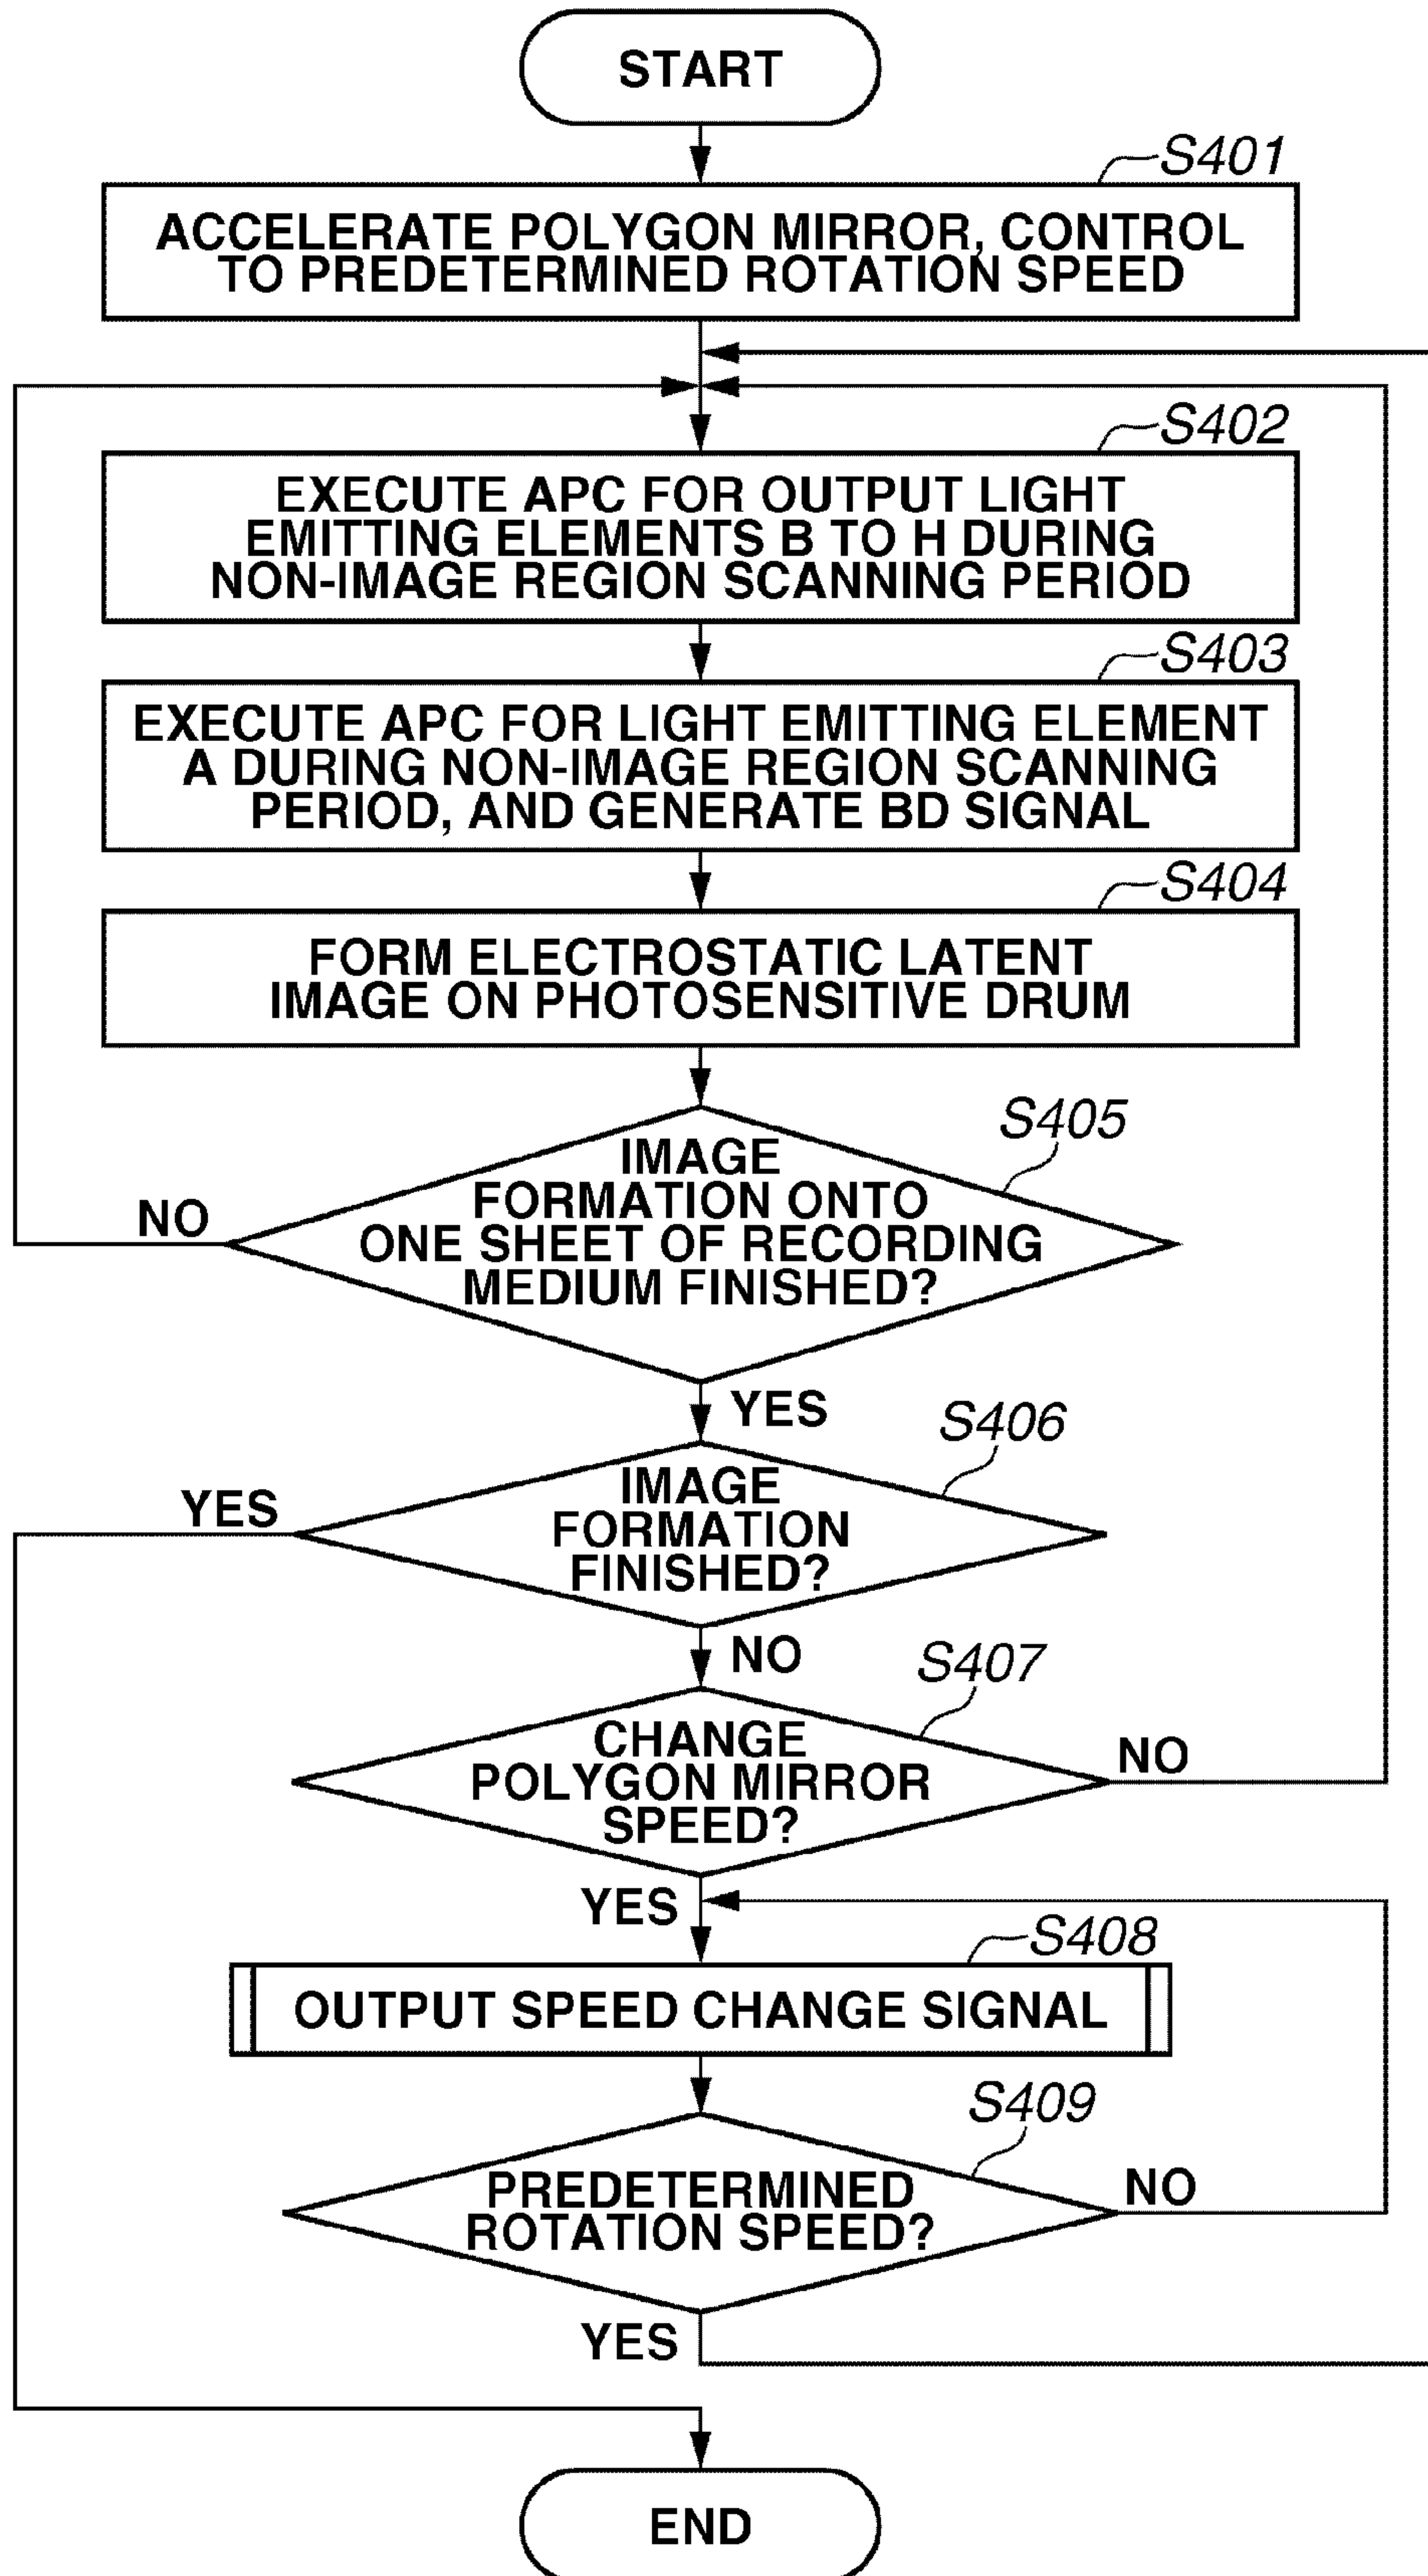 START
S401
ACCELERATE POLYGON MIRROR, CONTROL
TO PREDETERMINED ROTATION SPEED
S402
EXECUTE APC FOR OUTPUT LIGHT
EMITTING ELEMENTS B TO H DURING
NON-IMAGE REGION SCANNING PERIOD
S403
EXECUTE APC FOR LIGHT EMITTING ELEMENT
A DURING NON-IMAGE REGION SCANNING
PERIOD, AND GENERATE BD SIGNAL
S404
FORM ELECTROSTATIC LATENT
IMAGE ON PHOTOSENSITIVE DRUM
S405
IMAGE
FORMATION ONTO
ONE SHEET OF RECORDING
MEDIUM FINISHED?
NO
YES
S406
IMAGE
FORMATION
FINISHED?
YES
NO
S407
CHANGE
POLYGON MIRROR
SPEED?
NO
YES
S408
OUTPUT SPEED CHANGE SIGNAL
S409
PREDETERMINED
ROTATION SPEED?
NO
YES
END